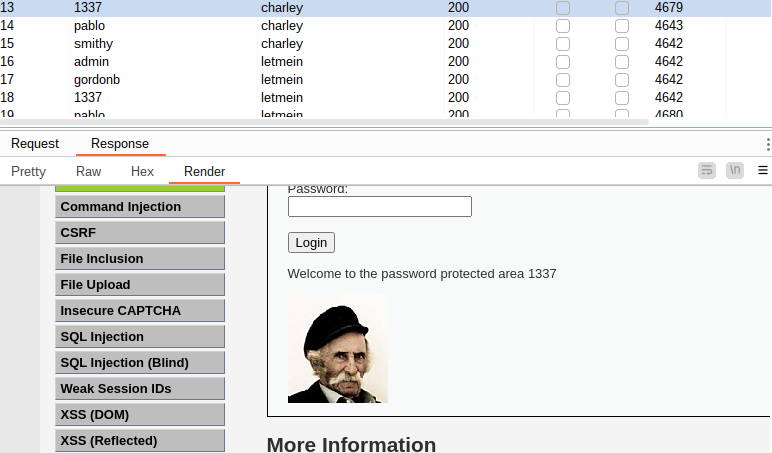 13 1337 charley 200 4679
14 pablo charley 200 4643
15 smithy charley 200 4642
16 admin letmein 200 4642
17 gordonb letmein 200 4642
18 1337 letmein 200 4642
19 pablo letmein 200 4680
Request Response
Pretty Raw Hex Render \n
Password:
Command Injection
CSRF
File Inclusion
File Upload
Insecure CAPTCHA
SQL Injection
SQL Injection (Blind)
Weak Session IDs
XSS (DOM)
XSS (Reflected)
Login
Welcome to the password protected area 1337
More Information